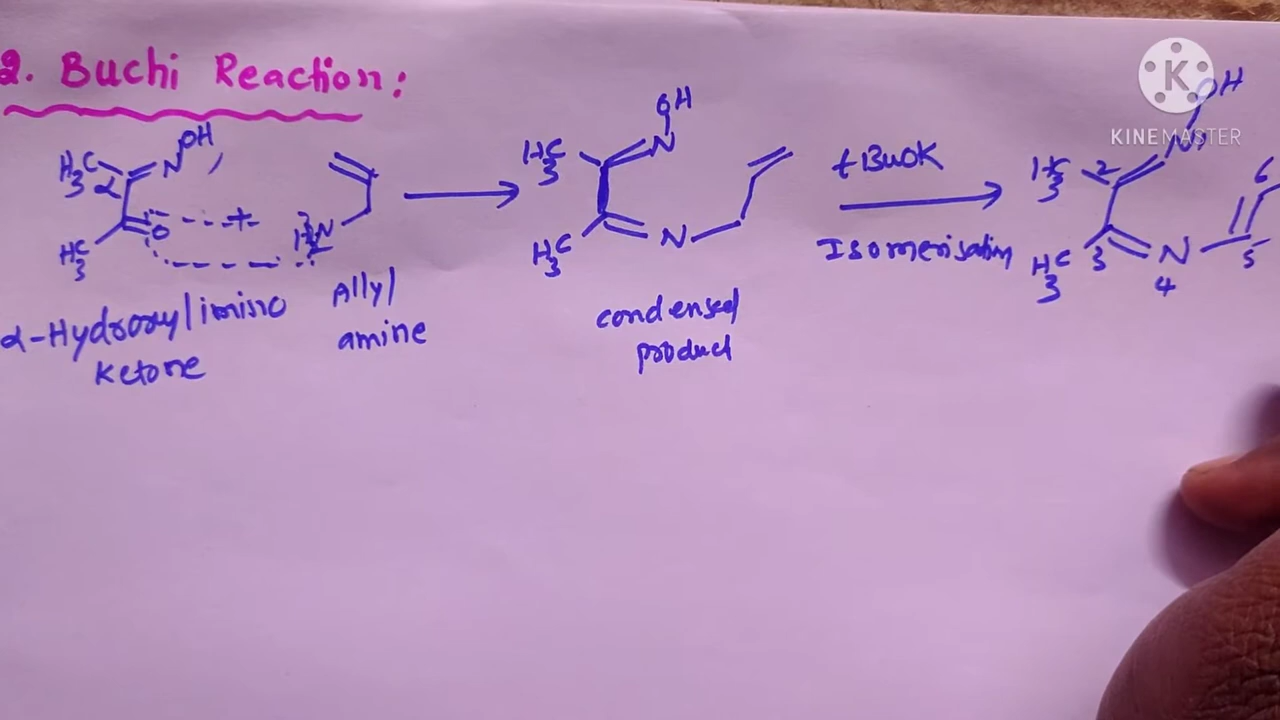 2. Buchi Reaction:
H3C α N OH
H3C O + H2N
α-Hydroxylimino
Ketone
Allyl
amine
H3C N OH
H3C N
condensed
product
tBuOK
Isomerisation
H3C 2 N OH
H3C 3 N 4 5 6
KINEMASTER